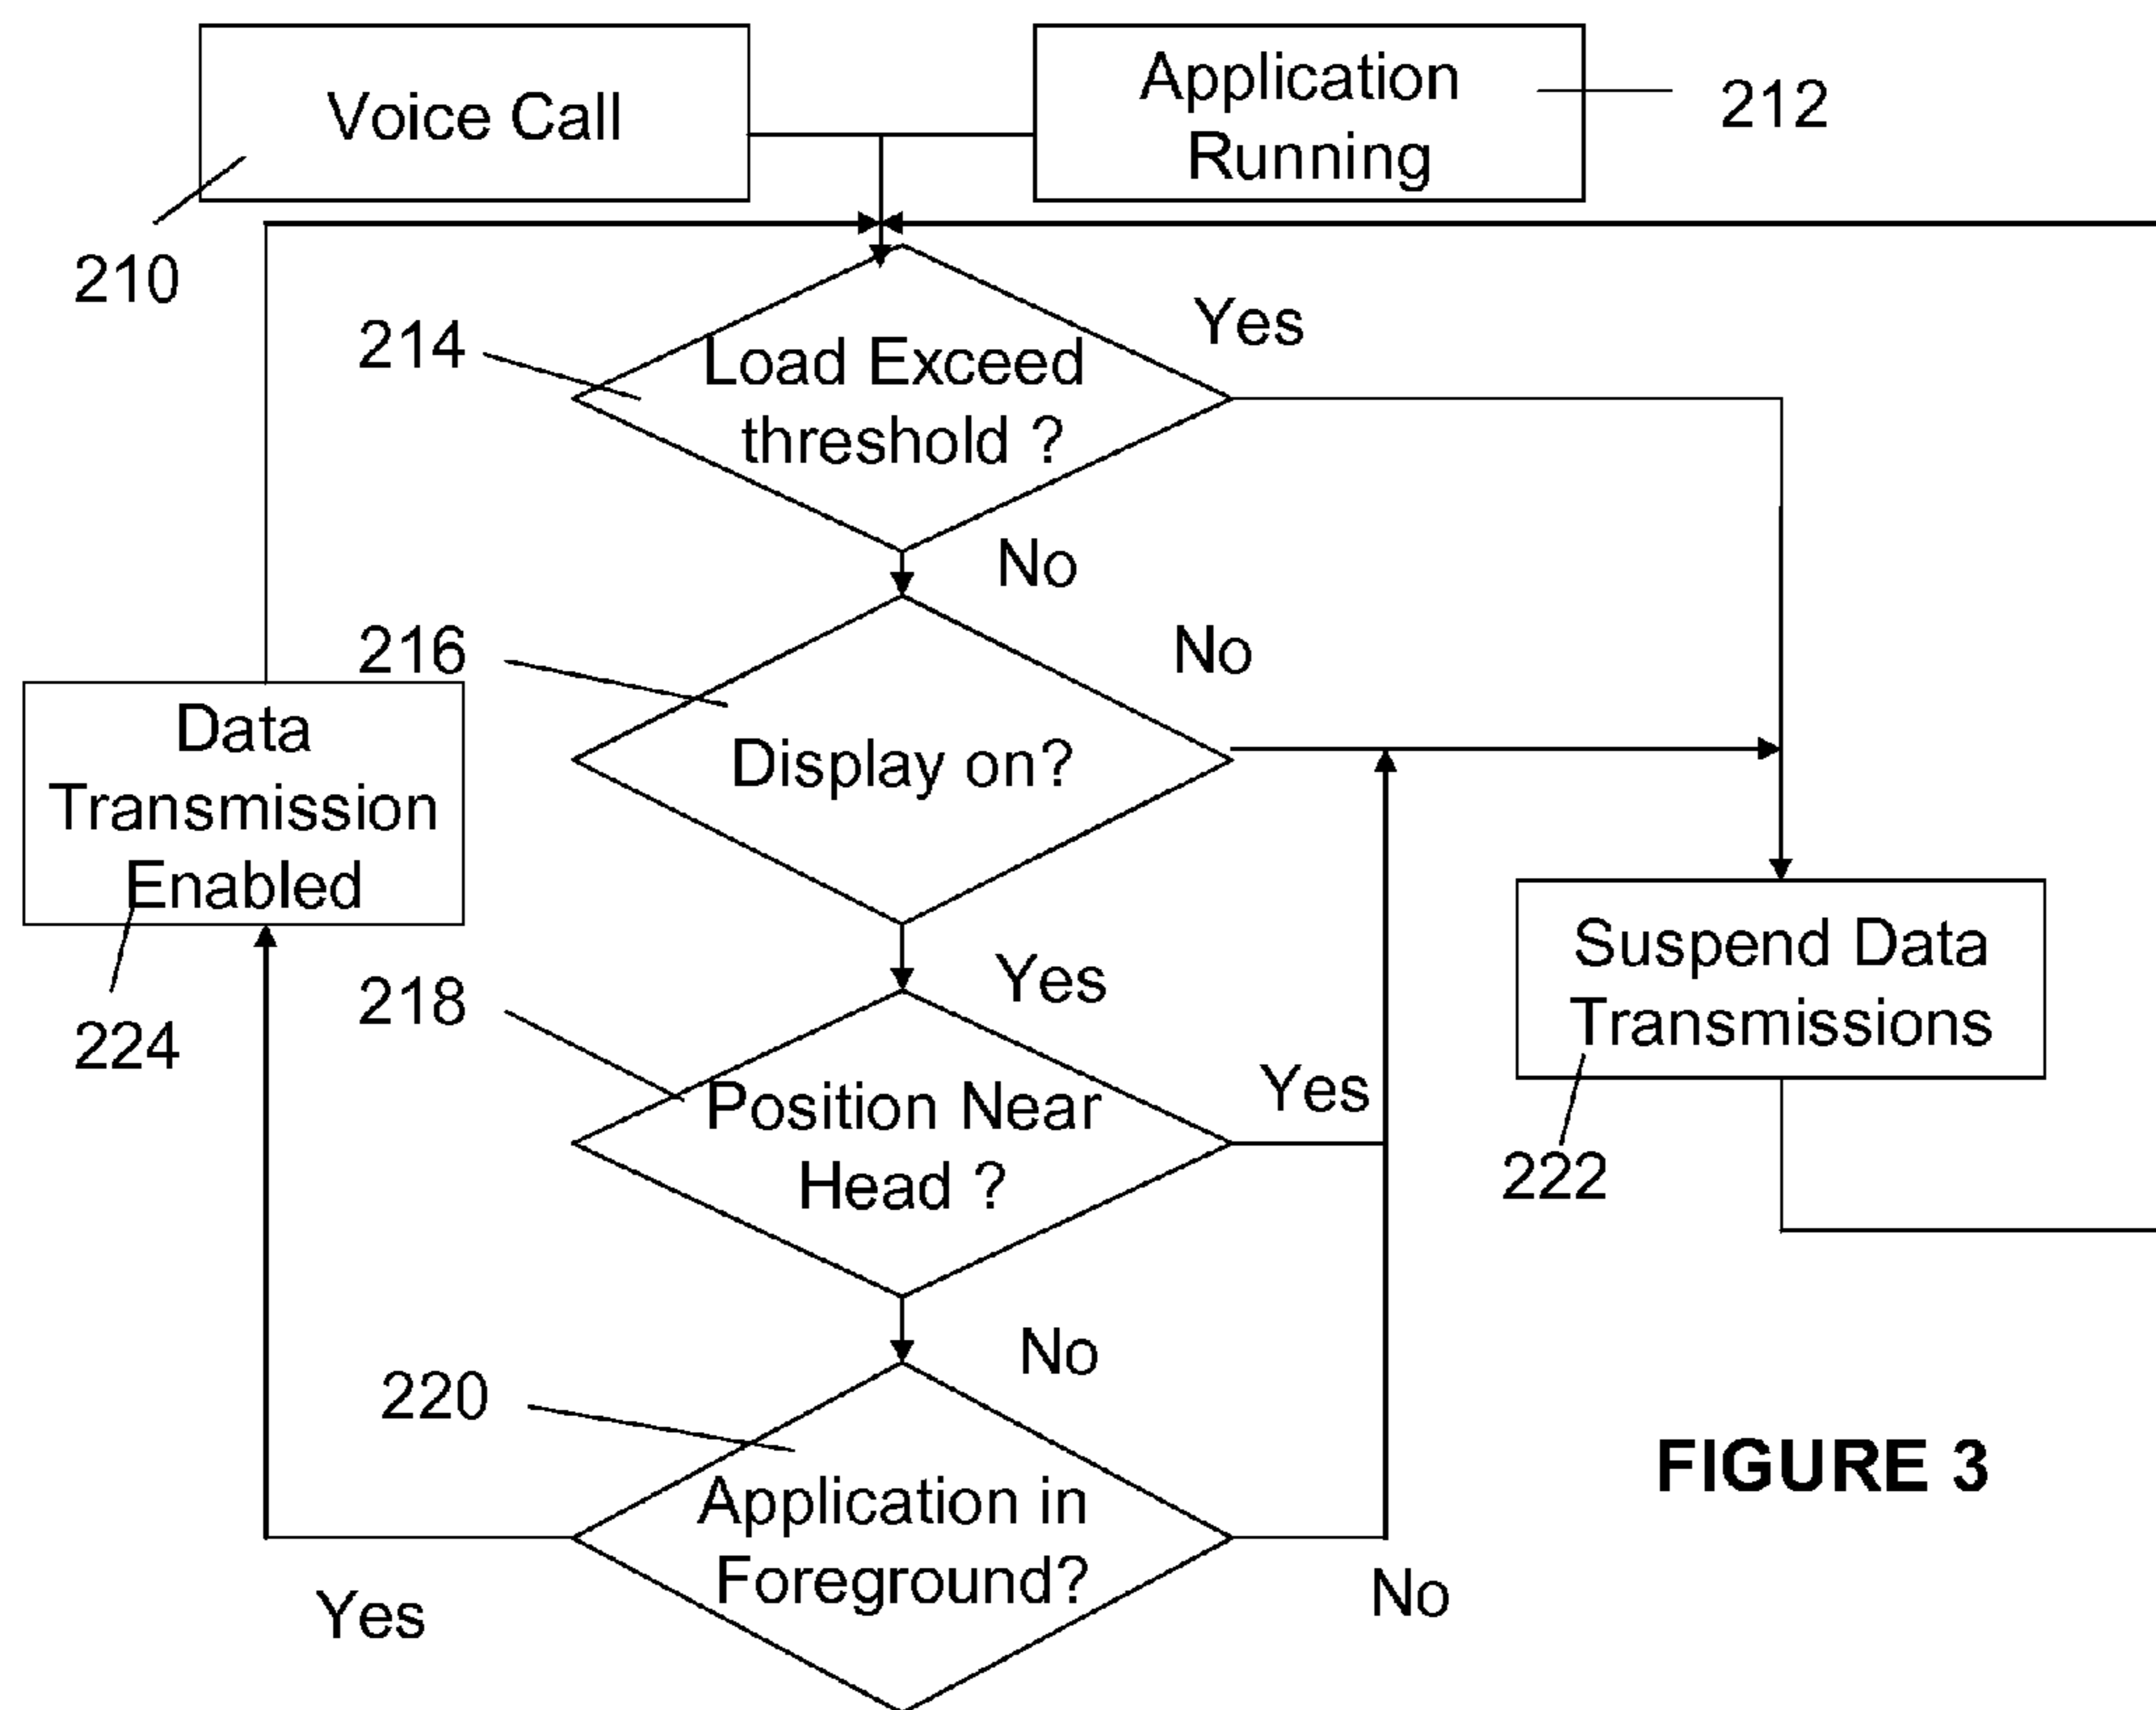 Voice Call
Application
Running
212
210
214
Yes
Load Exceed
threshold ?
No
216
No
Display on?
Data
Transmission
Enabled
224
Yes
Suspend Data
Transmissions
222
218
Position Near
Head ?
Yes
No
220
Application in
Foreground?
Yes
No
FIGURE 3